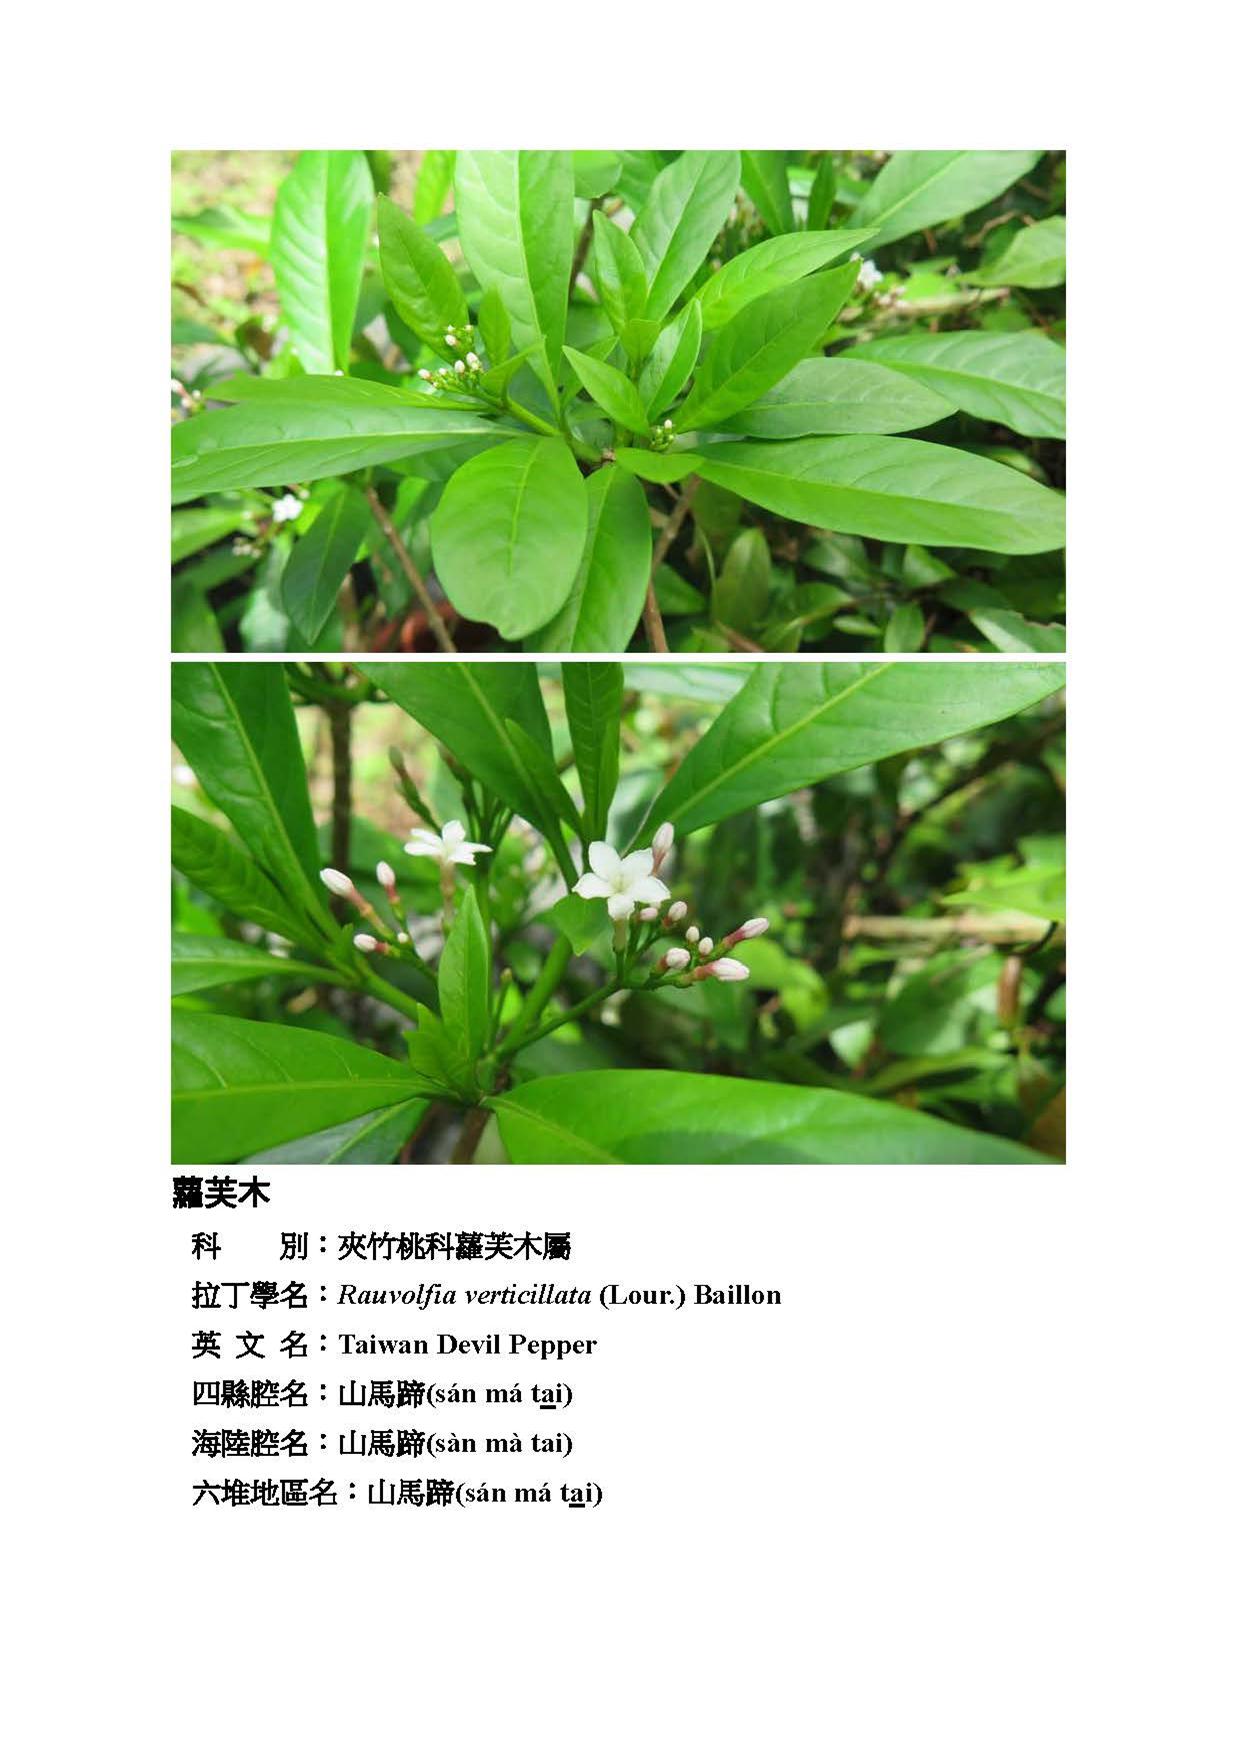 蘿芙木
科　　別：夾竹桃科蘿芙木屬
拉丁學名：Rauvolfia verticillata (Lour.) Baillon
英 文 名：Taiwan Devil Pepper
四縣腔名：山馬蹄(sán má ta̲i)
海陸腔名：山馬蹄(sàn mà tai)
六堆地區名：山馬蹄(sán má ta̲i)